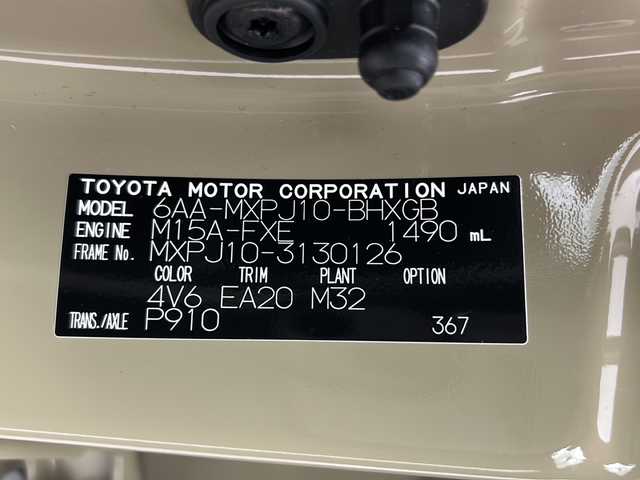 TOYOTA MOTOR CORPORATION JAPAN
MODEL 6AA-MXPJ10-BHXGB
ENGINE M15A-FXE 1490 mL
FRAME No. MXPJ10-3130126
COLOR TRIM PLANT OPTION
4V6 EA20 M32
TRANS./AXLE P910 367